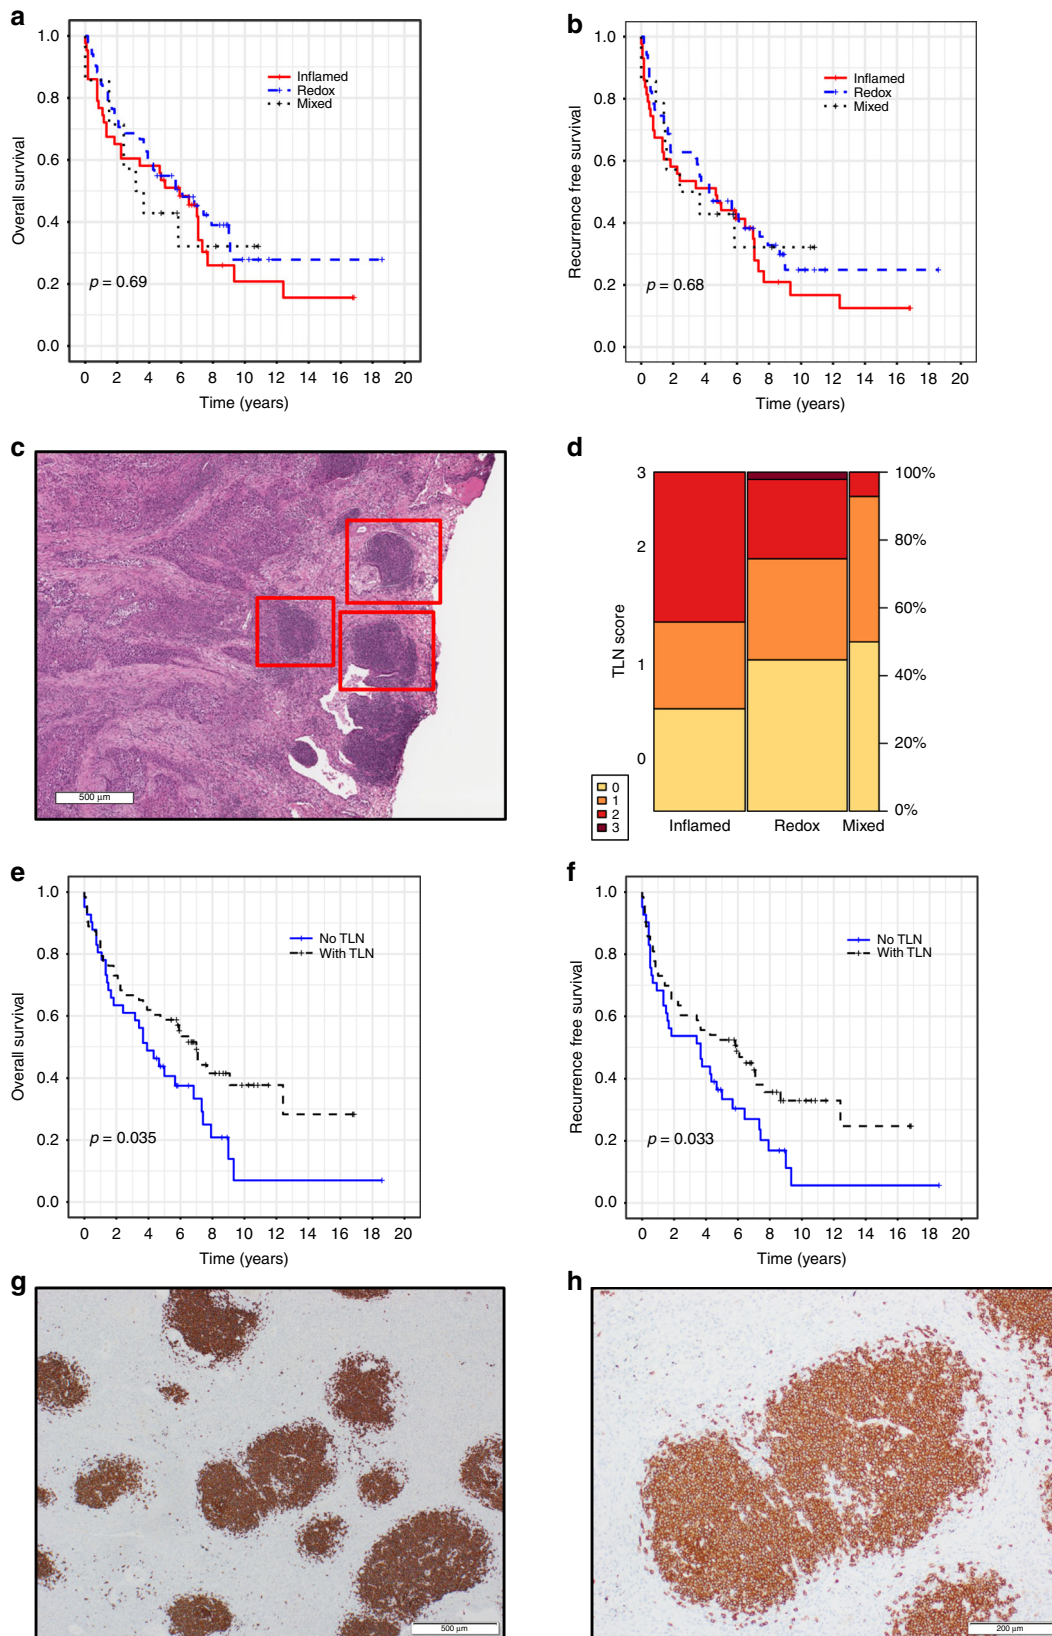 a
1.0
0.8
0.6
0.4
0.2
0.0
Overall survival
Inflamed
Redox
Mixed
p = 0.69
0 2 4 6 8 10 12 14 16 18 20
Time (years)
b
1.0
0.8
0.6
0.4
0.2
0.0
Recurrence free survival
Inflamed
Redox
Mixed
p = 0.68
0 2 4 6 8 10 12 14 16 18 20
Time (years)
c
500 µm
d
3
2
1
0
TLN score
100%
80%
60%
40%
20%
0%
0
1
2
3
Inflamed Redox Mixed
e
1.0
0.8
0.6
0.4
0.2
0.0
Overall survival
No TLN
With TLN
p = 0.035
0 2 4 6 8 10 12 14 16 18 20
Time (years)
f
1.0
0.8
0.6
0.4
0.2
0.0
Recurrence free survival
No TLN
With TLN
p = 0.033
0 2 4 6 8 10 12 14 16 18 20
Time (years)
g
500 µm
h
200 µm